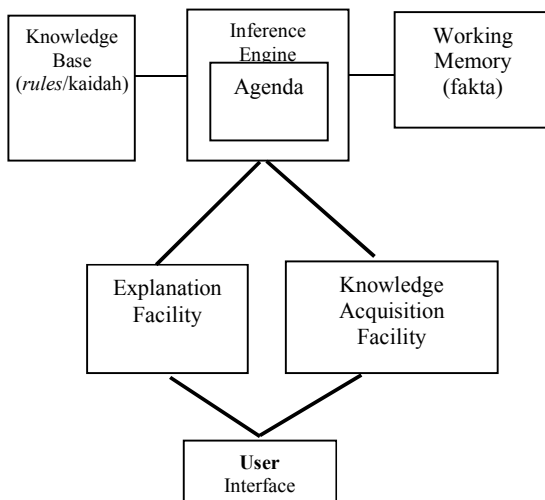 Knowledge
Base
(rules/kaidah)
Inference
Engine
Agenda
Working
Memory
(fakta)
Explanation
Facility
Knowledge
Acquisition
Facility
User
Interface